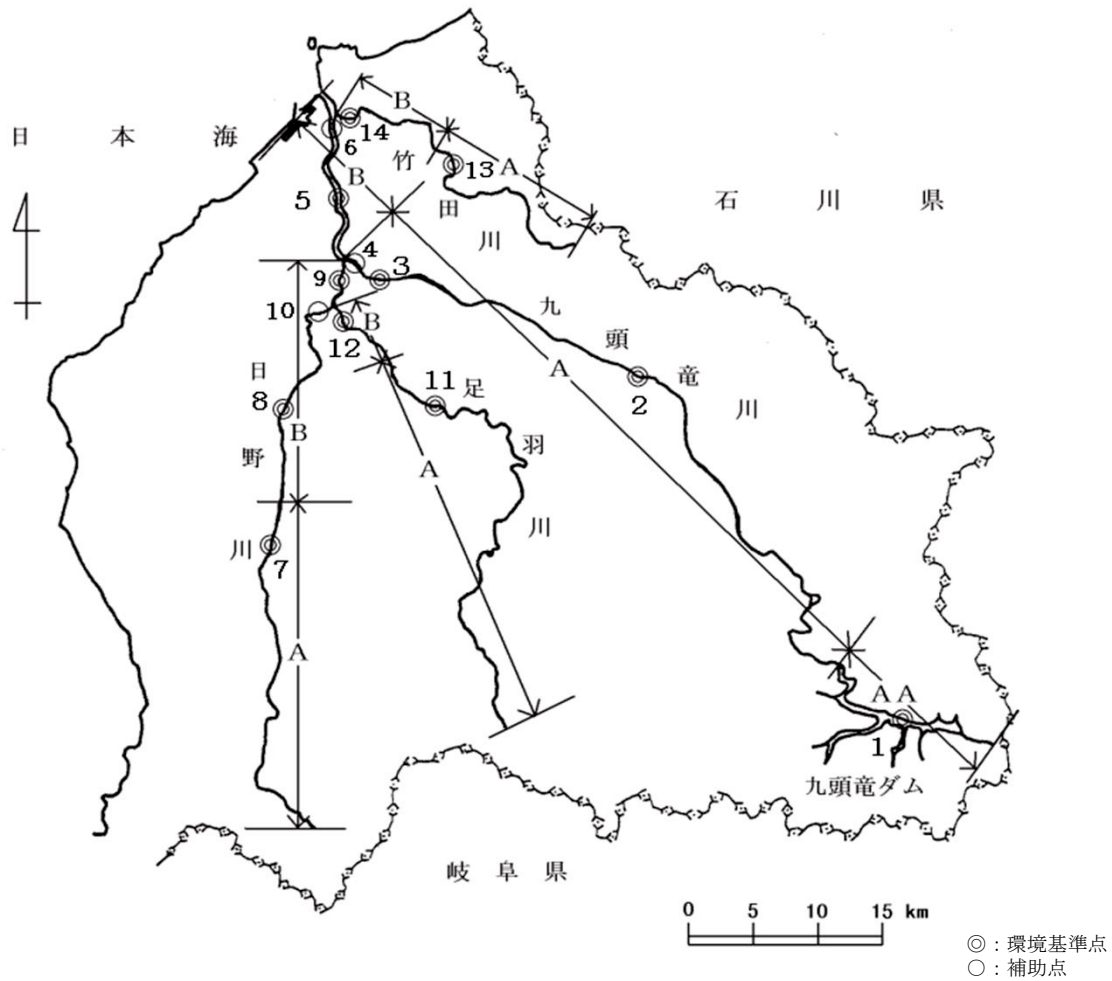 日本海
石川県
岐阜県
九頭竜川
竹田川
日野川
足羽川
九頭竜ダム
B
A
B
A
AA
B
A
B
A
1
2
3
4
5
6
7
8
9
10
11
12
13
14
0 5 10 15 km
◎：環境基準点
○：補助点